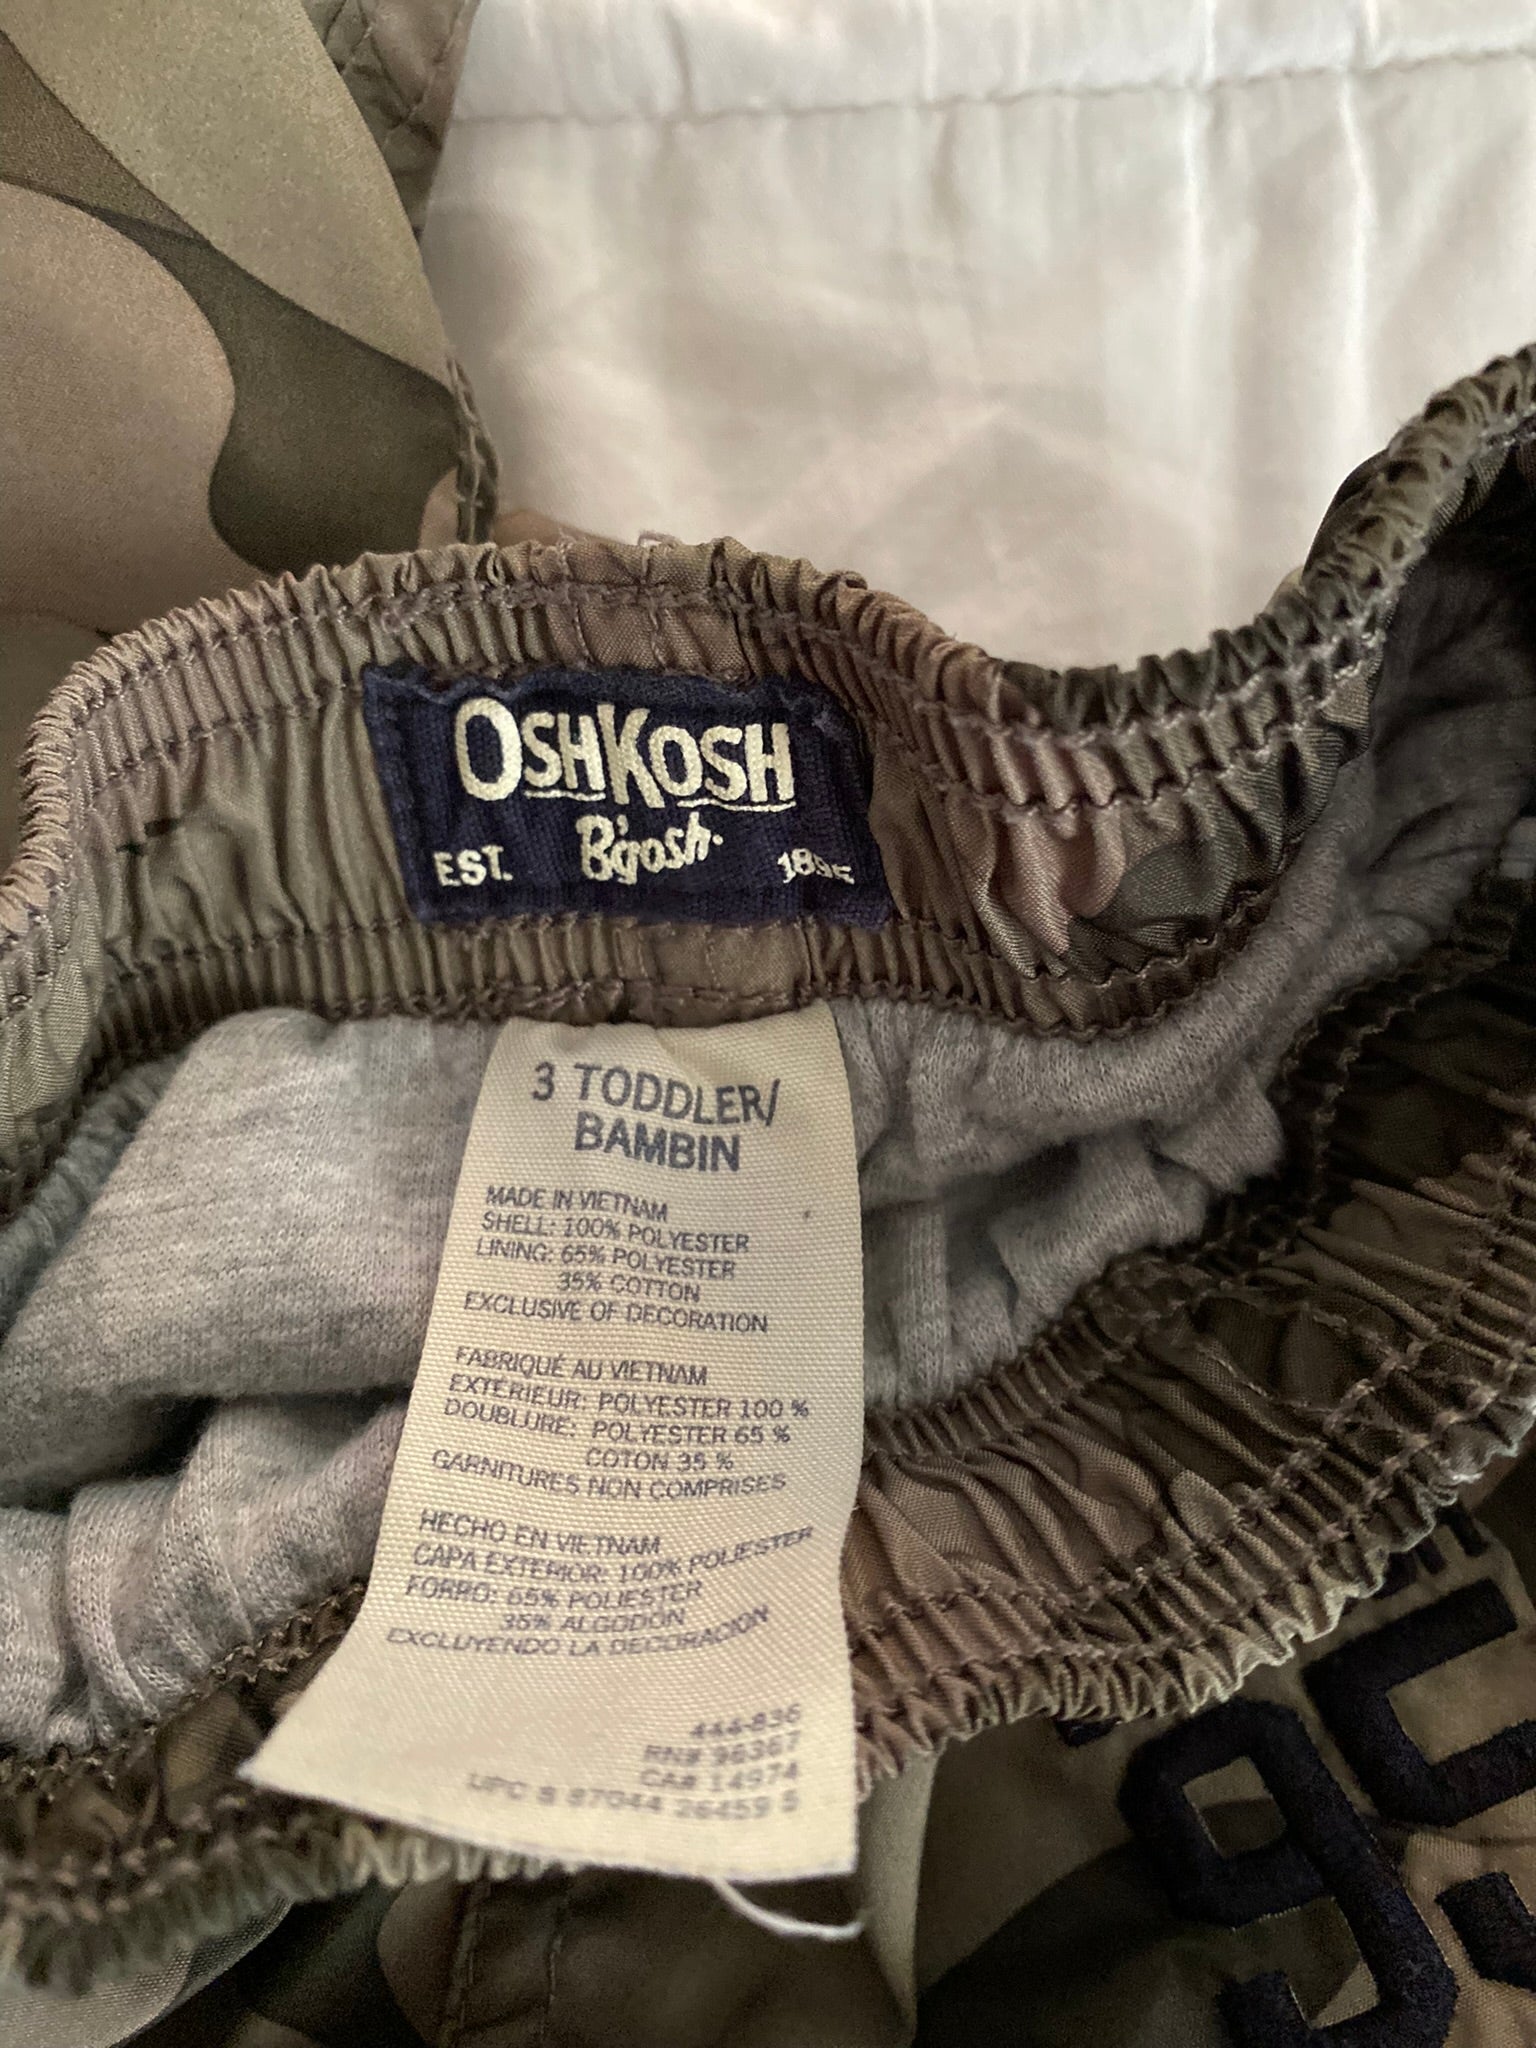 OSHKOSH
B'gosh.
EST. 1895
3 TODDLER/
BAMBIN
MADE IN VIETNAM
SHELL: 100% POLYESTER
LINING: 65% POLYESTER
35% COTTON
EXCLUSIVE OF DECORATION
FABRIQUÉ AU VIETNAM
EXTÉRIEUR: POLYESTER 100 %
DOUBLURE: POLYESTER 65 %
COTON 35 %
GARNITURES NON COMPRISES
HECHO EN VIETNAM
CAPA EXTERIOR: 100% POLIESTER
FORRO: 65% POLIESTER
35% ALGODÓN
EXCLUYENDO LA DECORACIÓN
444-836
RN# 96367
CA# 14974
UPC 8 87044 26459 5